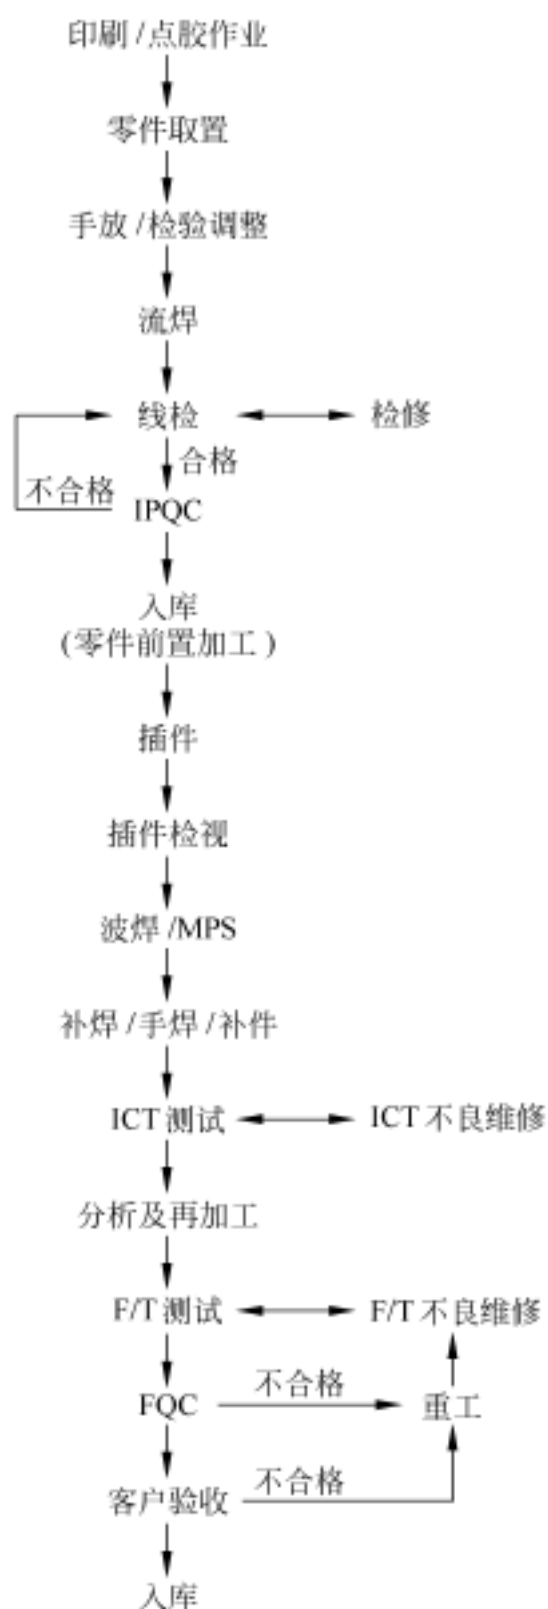 印刷/点胶作业
零件取置
手放/检验调整
流焊
线检 检修
合格
不合格
IPQC
入库
(零件前置加工)
插件
插件检视
波焊/MPS
补焊/手焊/补件
ICT测试 ICT不良维修
分析及再加工
F/T测试 F/T不良维修
不合格
FQC 重工
不合格
客户验收
入库